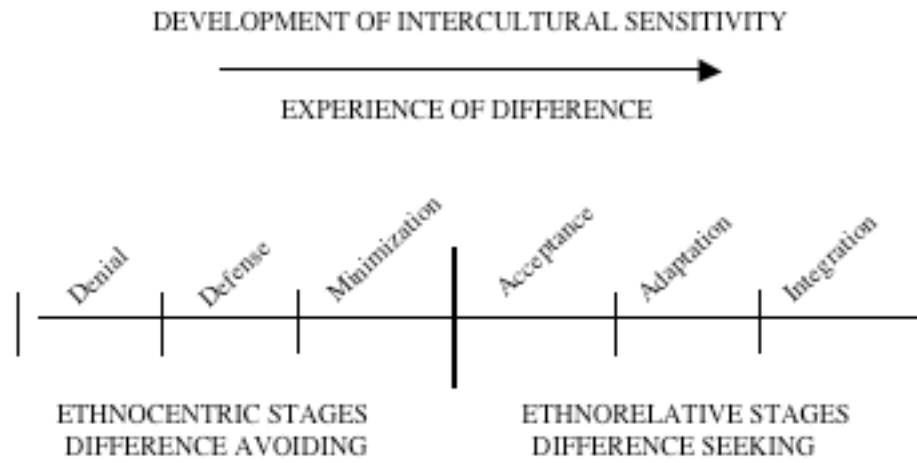 DEVELOPMENT OF INTERCULTURAL SENSITIVITY
EXPERIENCE OF DIFFERENCE
Denial
Defense
Minimization
Acceptance
Adaptation
Integration
ETHNOCENTRIC STAGES
DIFFERENCE AVOIDING
ETHNORELATIVE STAGES
DIFFERENCE SEEKING